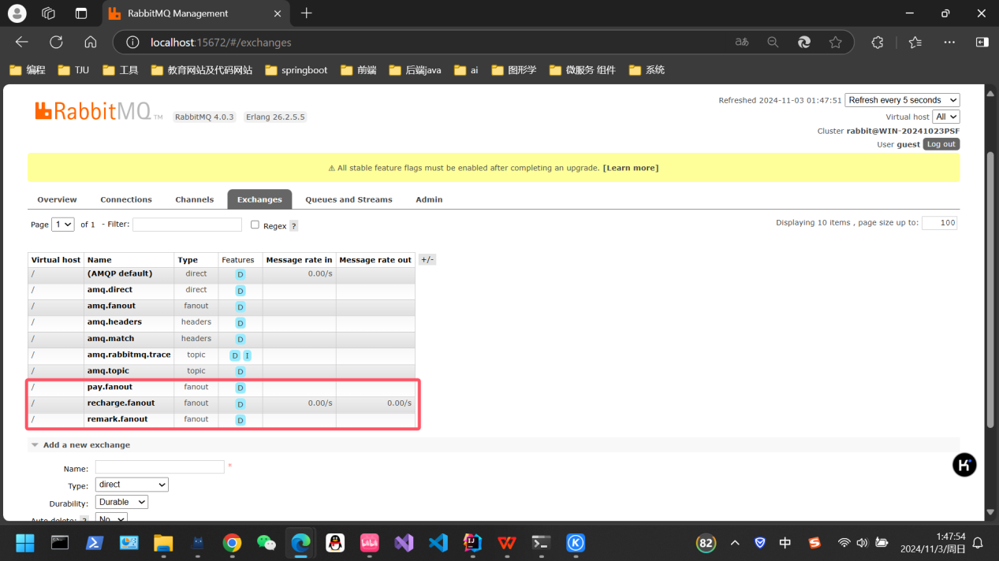 RabbitMQ Management
localhost:15672/#/exchanges
编程 TJU 工具 教育网站及代码网站 springboot 前端 后端java ai 图形学 微服务 组件 系统
RabbitMQ TM RabbitMQ 4.0.3 Erlang 26.2.5.5
Refreshed 2024-11-03 01:47:51 Refresh every 5 seconds
Virtual host All
Cluster rabbit@WIN-20241023PSF
User guest Log out
⚠ All stable feature flags must be enabled after completing an upgrade. [Learn more]
Overview Connections Channels Exchanges Queues and Streams Admin
Page 1 of 1 - Filter: Regex ? Displaying 10 items , page size up to: 100
Virtual host Name Type Features Message rate in Message rate out +/-
/ (AMQP default) direct D 0.00/s
/ amq.direct direct D
/ amq.fanout fanout D
/ amq.headers headers D
/ amq.match headers D
/ amq.rabbitmq.trace topic D I
/ amq.topic topic D
/ pay.fanout fanout D
/ recharge.fanout fanout D 0.00/s 0.00/s
/ remark.fanout fanout D
Add a new exchange
Name: *
Type: direct
Durability: Durable
Auto delete: ? No
82 中 1:47:54
2024/11/3/周日